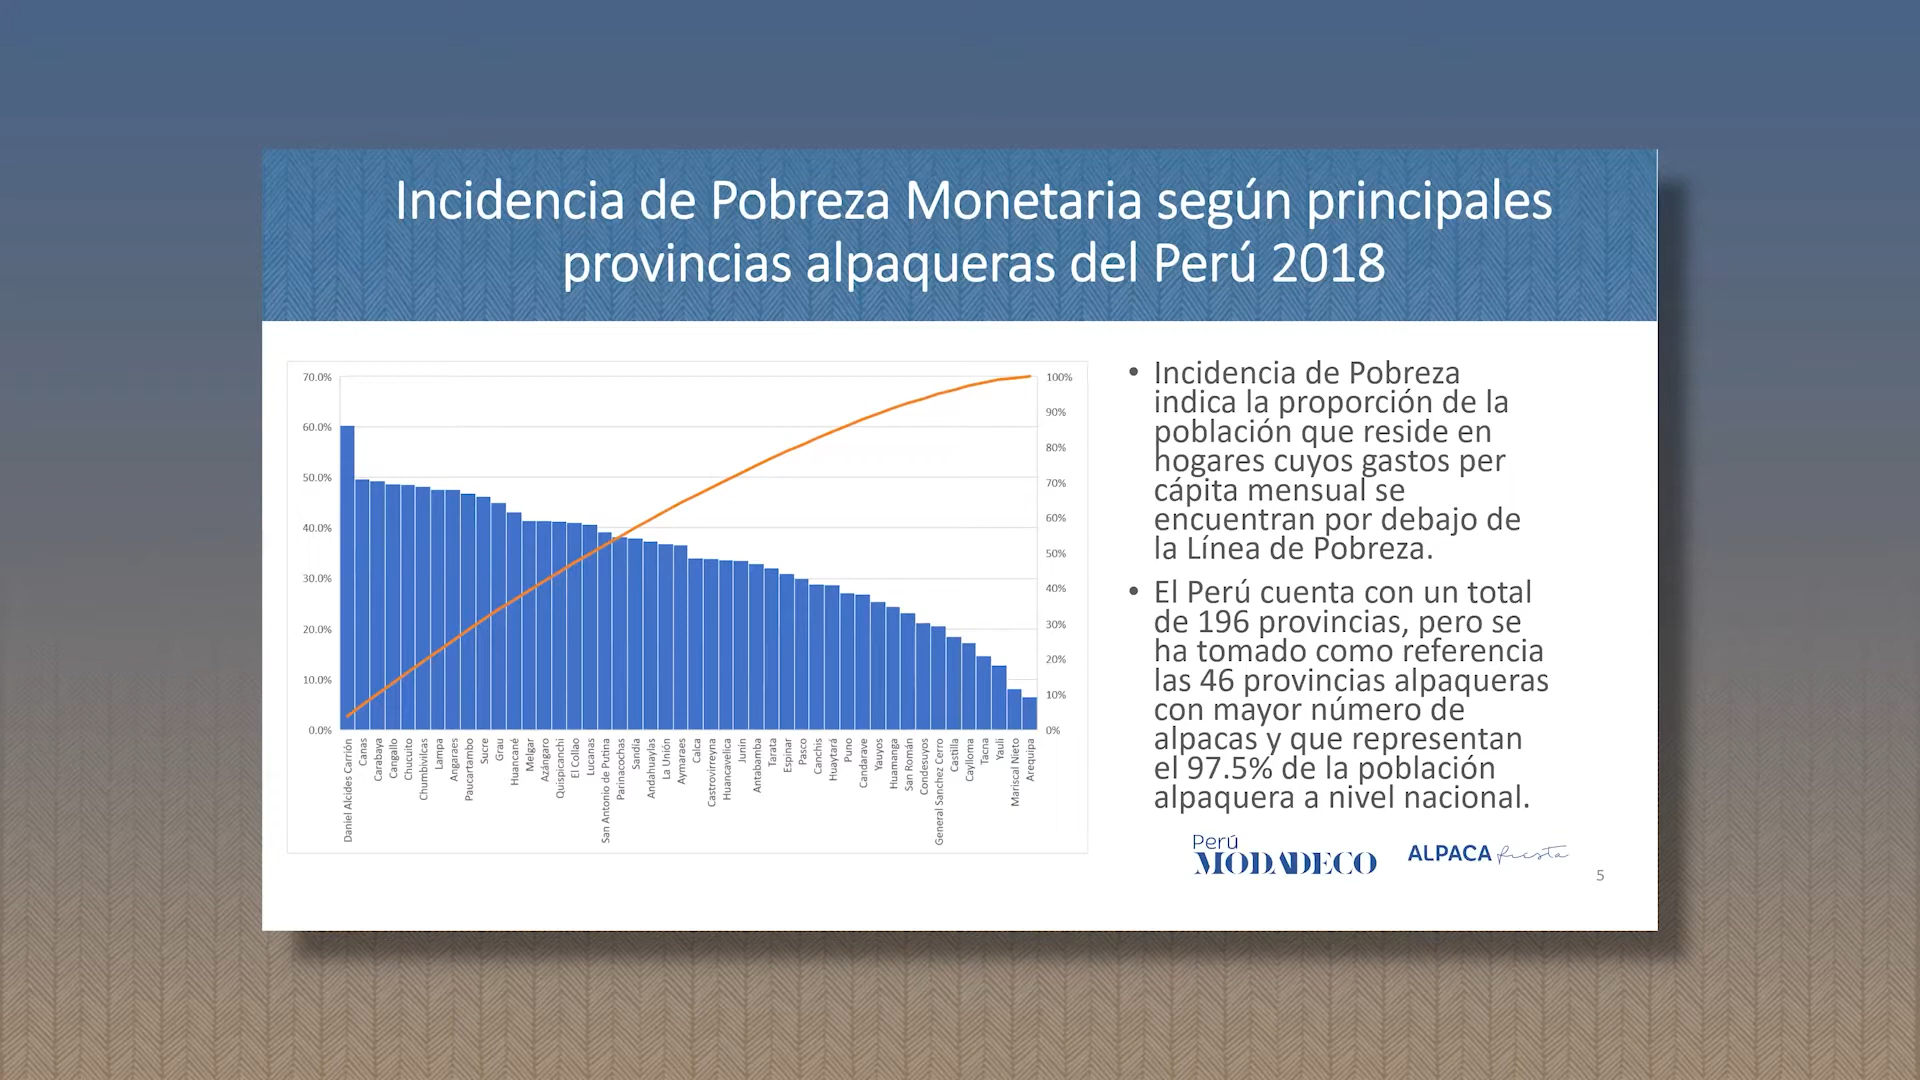 Incidencia de Pobreza Monetaria según principales
provincias alpaqueras del Perú 2018
70.0%
60.0%
50.0%
40.0%
30.0%
20.0%
10.0%
0.0%
100%
90%
80%
70%
60%
50%
40%
30%
20%
10%
0%
Daniel Alcides Carrión
Canas
Carabaya
Cangallo
Chucuito
Chumbivilcas
Lampa
Angaraes
Paucartambo
Sucre
Grau
Huancané
Melgar
Azángaro
Quispicanchi
El Collao
Lucanas
San Antonio de Putina
Parinacochas
Sandia
Andahuaylas
La Unión
Aymaraes
Calca
Castrovirreyna
Huancavelica
Junín
Antabamba
Tarata
Espinar
Pasco
Canchis
Huaytará
Puno
Candarave
Yauyos
Huamanga
San Román
Condesuyos
General Sanchez Cerro
Castilla
Caylloma
Tacna
Yauli
Mariscal Nieto
Arequipa
• Incidencia de Pobreza
indica la proporción de la
población que reside en
hogares cuyos gastos per
cápita mensual se
encuentran por debajo de
la Línea de Pobreza.
• El Perú cuenta con un total
de 196 provincias, pero se
ha tomado como referencia
las 46 provincias alpaqueras
con mayor número de
alpacas y que representan
el 97.5% de la población
alpaquera a nivel nacional.
Perú
MODADECO
ALPACA fiesta
5